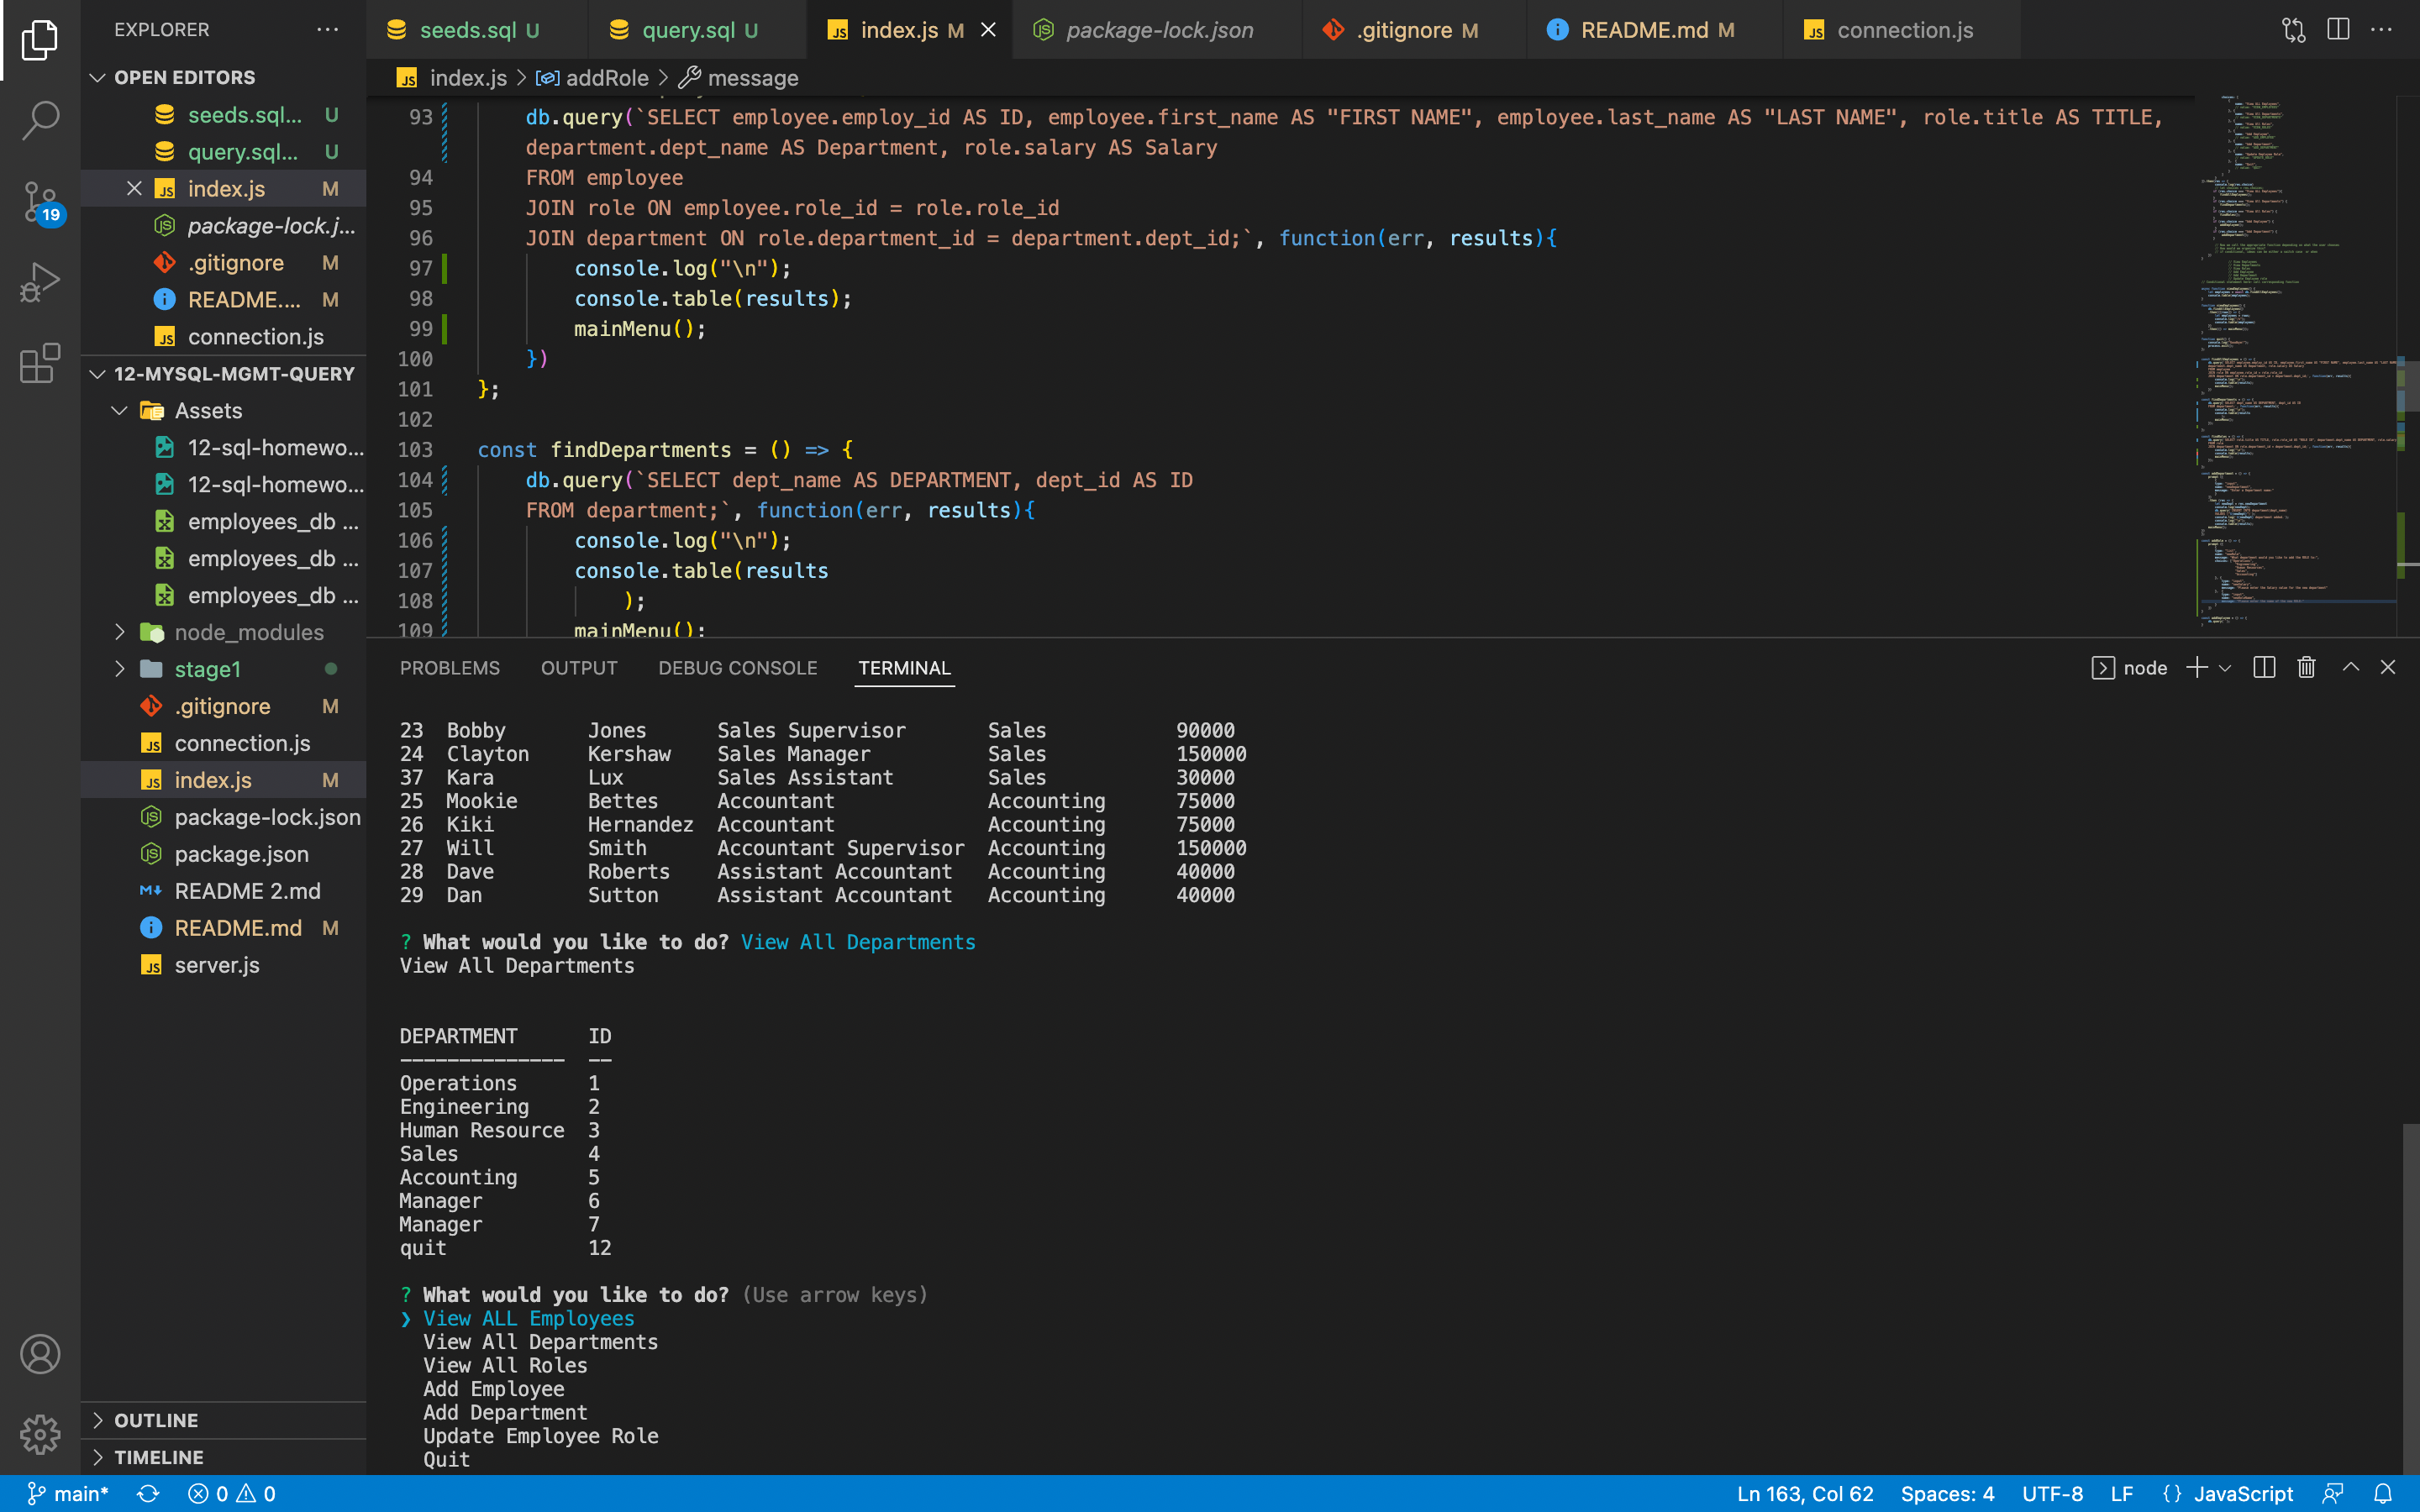 EXPLORER
seeds.sql U
query.sql U
index.js M
package-lock.json
.gitignore M
README.md M
connection.js
OPEN EDITORS
seeds.sql... U
query.sql... U
index.js M
package-lock.j...
.gitignore M
README.... M
connection.js
12-MYSQL-MGMT-QUERY
Assets
12-sql-homewo...
12-sql-homewo...
employees_db ...
employees_db ...
employees_db ...
node_modules
stage1
.gitignore M
connection.js
index.js M
package-lock.json
package.json
README 2.md
README.md M
server.js
OUTLINE
TIMELINE
19
index.js > addRole > message
93 db.query(`SELECT employee.employ_id AS ID, employee.first_name AS "FIRST NAME", employee.last_name AS "LAST NAME", role.title AS TITLE,
department.dept_name AS Department, role.salary AS Salary
94 FROM employee
95 JOIN role ON employee.role_id = role.role_id
96 JOIN department ON role.department_id = department.dept_id;`, function(err, results){
97 console.log("\n");
98 console.table(results);
99 mainMenu();
100 })
101 };
102
103 const findDepartments = () => {
104 db.query(`SELECT dept_name AS DEPARTMENT, dept_id AS ID
105 FROM department;`, function(err, results){
106 console.log("\n");
107 console.table(results
108 );
109 mainMenu();
PROBLEMS OUTPUT DEBUG CONSOLE TERMINAL
node
23 Bobby Jones Sales Supervisor Sales 90000
24 Clayton Kershaw Sales Manager Sales 150000
37 Kara Lux Sales Assistant Sales 30000
25 Mookie Bettes Accountant Accounting 75000
26 Kiki Hernandez Accountant Accounting 75000
27 Will Smith Accountant Supervisor Accounting 150000
28 Dave Roberts Assistant Accountant Accounting 40000
29 Dan Sutton Assistant Accountant Accounting 40000
? What would you like to do? View All Departments
View All Departments
DEPARTMENT ID
-------------- --
Operations 1
Engineering 2
Human Resource 3
Sales 4
Accounting 5
Manager 6
Manager 7
quit 12
? What would you like to do? (Use arrow keys)
❯ View ALL Employees
View All Departments
View All Roles
Add Employee
Add Department
Update Employee Role
Quit
main* 0 0
Ln 163, Col 62 Spaces: 4 UTF-8 LF {} JavaScript